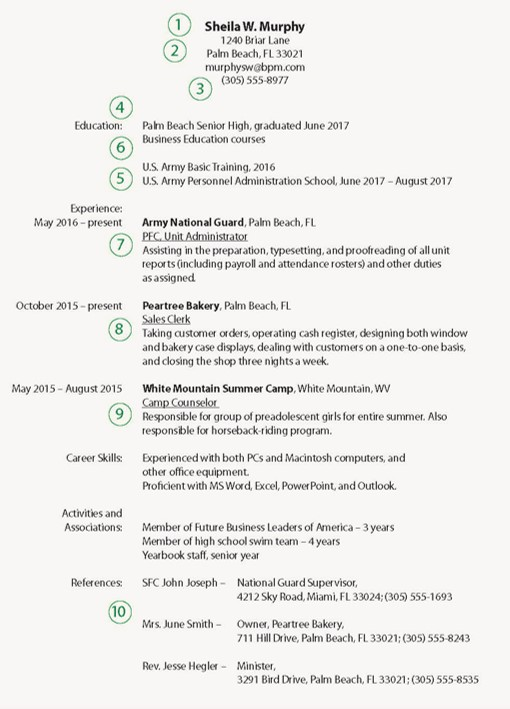 1 Sheila W. Murphy
1240 Briar Lane
2 Palm Beach, FL 33021
murphysw@bpm.com
3 (305) 555-8977
4
Education: Palm Beach Senior High, graduated June 2017
6 Business Education courses
U.S. Army Basic Training, 2016
5 U.S. Army Personnel Administration School, June 2017 – August 2017
Experience:
May 2016 – present Army National Guard, Palm Beach, FL
7 PFC, Unit Administrator
Assisting in the preparation, typesetting, and proofreading of all unit
reports (including payroll and attendance rosters) and other duties
as assigned.
October 2015 – present Peartree Bakery, Palm Beach, FL
8 Sales Clerk
Taking customer orders, operating cash register, designing both window
and bakery case displays, dealing with customers on a one-to-one basis,
and closing the shop three nights a week.
May 2015 – August 2015 White Mountain Summer Camp, White Mountain, WV
9 Camp Counselor
Responsible for group of preadolescent girls for entire summer. Also
responsible for horseback-riding program.
Career Skills: Experienced with both PCs and Macintosh computers, and
other office equipment.
Proficient with MS Word, Excel, PowerPoint, and Outlook.
Activities and
Associations: Member of Future Business Leaders of America – 3 years
Member of high school swim team – 4 years
Yearbook staff, senior year
References: SFC John Joseph – National Guard Supervisor,
4212 Sky Road, Miami, FL 33024; (305) 555-1693
10 Mrs. June Smith – Owner, Peartree Bakery,
711 Hill Drive, Palm Beach, FL 33021; (305) 555-8243
Rev. Jesse Hegler – Minister,
3291 Bird Drive, Palm Beach, FL 33021; (305) 555-8535